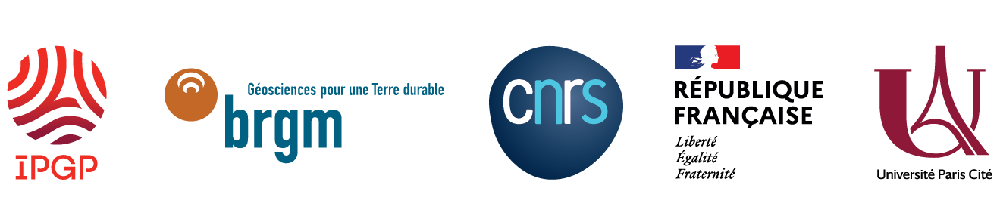 IPGP
Géosciences pour une Terre durable
brgm
cnrs
RÉPUBLIQUE
FRANÇAISE
Liberté
Égalité
Fraternité
Université Paris Cité